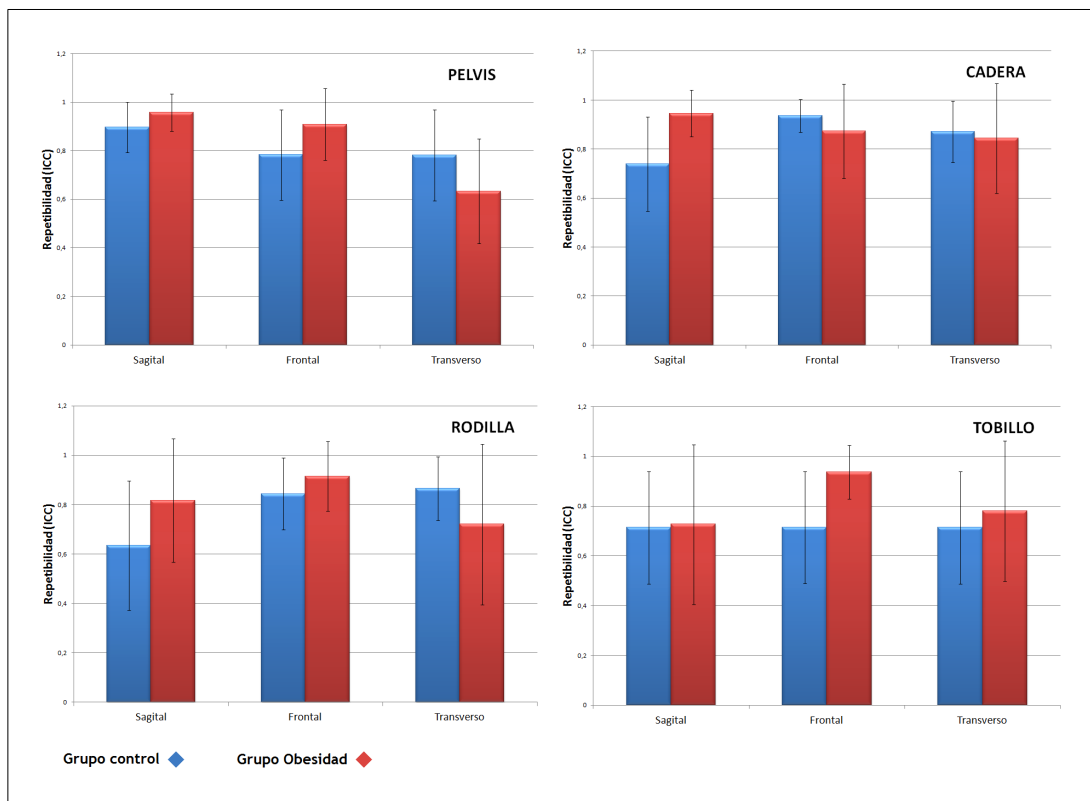 PELVIS
Repetibilidad (ICC)
1,2
1
0,8
0,6
0,4
0,2
0
Sagital Frontal Transverso
CADERA
Repetibilidad (ICC)
1,2
1
0,8
0,6
0,4
0,2
0
Sagital Frontal Transverso
RODILLA
Repetibilidad (ICC)
1,2
1
0,8
0,6
0,4
0,2
0
Sagital Frontal Transverso
TOBILLO
Repetibilidad (ICC)
1,2
1
0,8
0,6
0,4
0,2
0
Sagital Frontal Transverso
Grupo control Grupo Obesidad